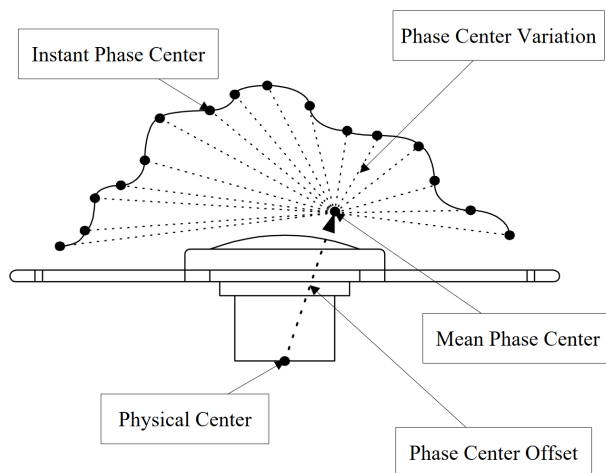 Instant Phase Center
Phase Center Variation
Mean Phase Center
Physical Center
Phase Center Offset